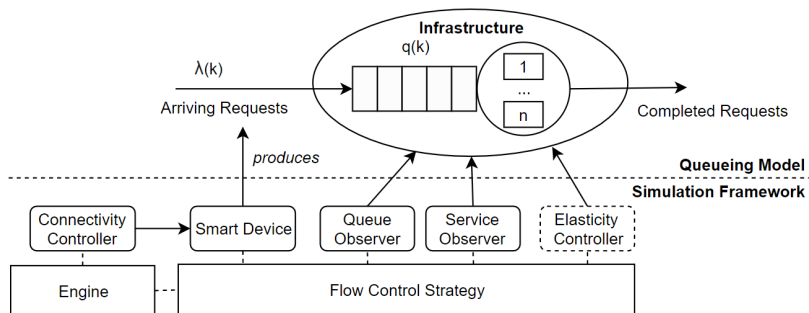 Infrastructure
q(k)
λ(k)
1
...
n
Arriving Requests
Completed Requests
produces
Queueing Model
Simulation Framework
Connectivity
Controller
Smart Device
Queue
Observer
Service
Observer
Elasticity
Controller
Engine
Flow Control Strategy